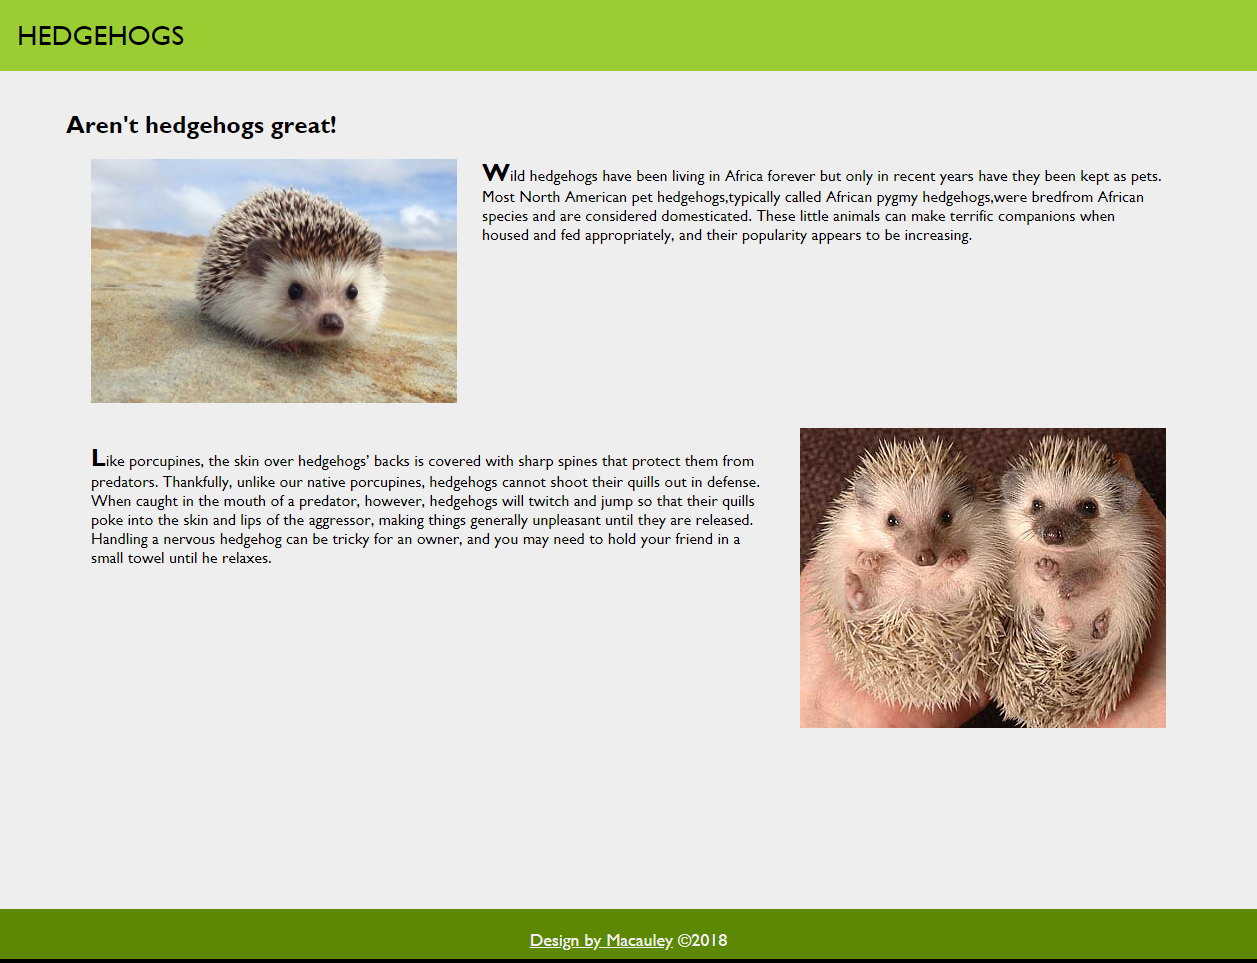 HEDGEHOGS
Aren't hedgehogs great!
Wild hedgehogs have been living in Africa forever but only in recent years have they been kept as pets.
Most North American pet hedgehogs,typically called African pygmy hedgehogs,were bredfrom African
species and are considered domesticated. These little animals can make terrific companions when
housed and fed appropriately, and their popularity appears to be increasing.
Like porcupines, the skin over hedgehogs’ backs is covered with sharp spines that protect them from
predators. Thankfully, unlike our native porcupines, hedgehogs cannot shoot their quills out in defense.
When caught in the mouth of a predator, however, hedgehogs will twitch and jump so that their quills
poke into the skin and lips of the aggressor, making things generally unpleasant until they are released.
Handling a nervous hedgehog can be tricky for an owner, and you may need to hold your friend in a
small towel until he relaxes.
Design by Macauley ©2018